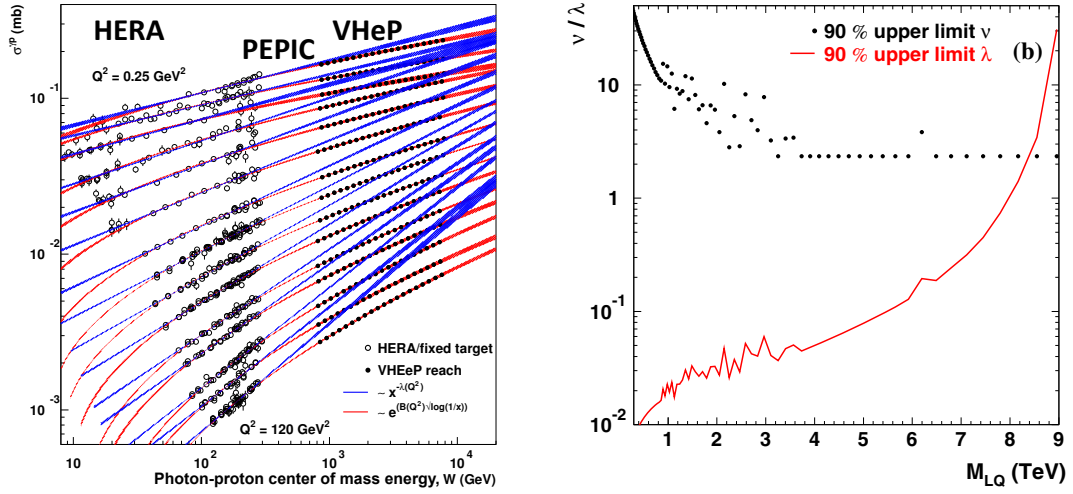 HERA
VHeP
PEPIC
Q² = 0.25 GeV²
σγp (mb)
10⁻¹
10⁻²
10⁻³
HERA/fixed target
VHEeP reach
~ x^-λ(Q²)
~ e^(B(Q²)√log(1/x))
Q² = 120 GeV²
10
10²
10³
10⁴
Photon-proton center of mass energy, W (GeV)
ν / λ
90 % upper limit ν
90 % upper limit λ
(b)
10
1
10⁻¹
10⁻²
1 2 3 4 5 6 7 8 9
M_LQ (TeV)